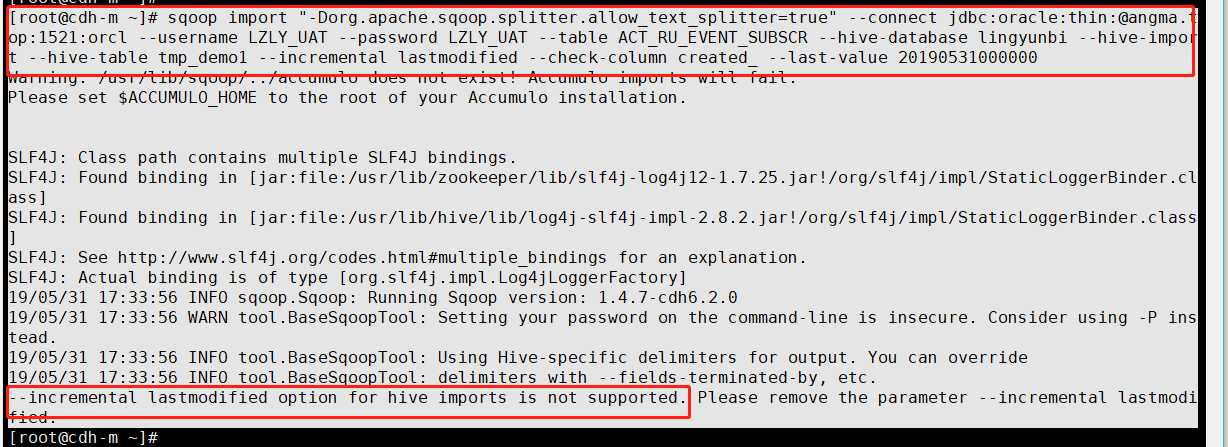 [root@cdh-m ~]# sqoop import "-Dorg.apache.sqoop.splitter.allow_text_splitter=true" --connect jdbc:oracle:thin:@angma.t
op:1521:orcl --username LZLY_UAT --password LZLY_UAT --table ACT_RU_EVENT_SUBSCR --hive-database lingyunbi --hive-impor
t --hive-table tmp_demo1 --incremental lastmodified --check-column created_ --last-value 20190531000000
Warning: /usr/lib/sqoop/../accumulo does not exist! Accumulo imports will fail.
Please set $ACCUMULO_HOME to the root of your Accumulo installation.
SLF4J: Class path contains multiple SLF4J bindings.
SLF4J: Found binding in [jar:file:/usr/lib/zookeeper/lib/slf4j-log4j12-1.7.25.jar!/org/slf4j/impl/StaticLoggerBinder.cl
ass]
SLF4J: Found binding in [jar:file:/usr/lib/hive/lib/log4j-slf4j-impl-2.8.2.jar!/org/slf4j/impl/StaticLoggerBinder.class
]
SLF4J: See http://www.slf4j.org/codes.html#multiple_bindings for an explanation.
SLF4J: Actual binding is of type [org.slf4j.impl.Log4jLoggerFactory]
19/05/31 17:33:56 INFO sqoop.Sqoop: Running Sqoop version: 1.4.7-cdh6.2.0
19/05/31 17:33:56 WARN tool.BaseSqoopTool: Setting your password on the command-line is insecure. Consider using -P ins
tead.
19/05/31 17:33:56 INFO tool.BaseSqoopTool: Using Hive-specific delimiters for output. You can override
19/05/31 17:33:56 INFO tool.BaseSqoopTool: delimiters with --fields-terminated-by, etc.
--incremental lastmodified option for hive imports is not supported. Please remove the parameter --incremental lastmodi
fied.
[root@cdh-m ~]#